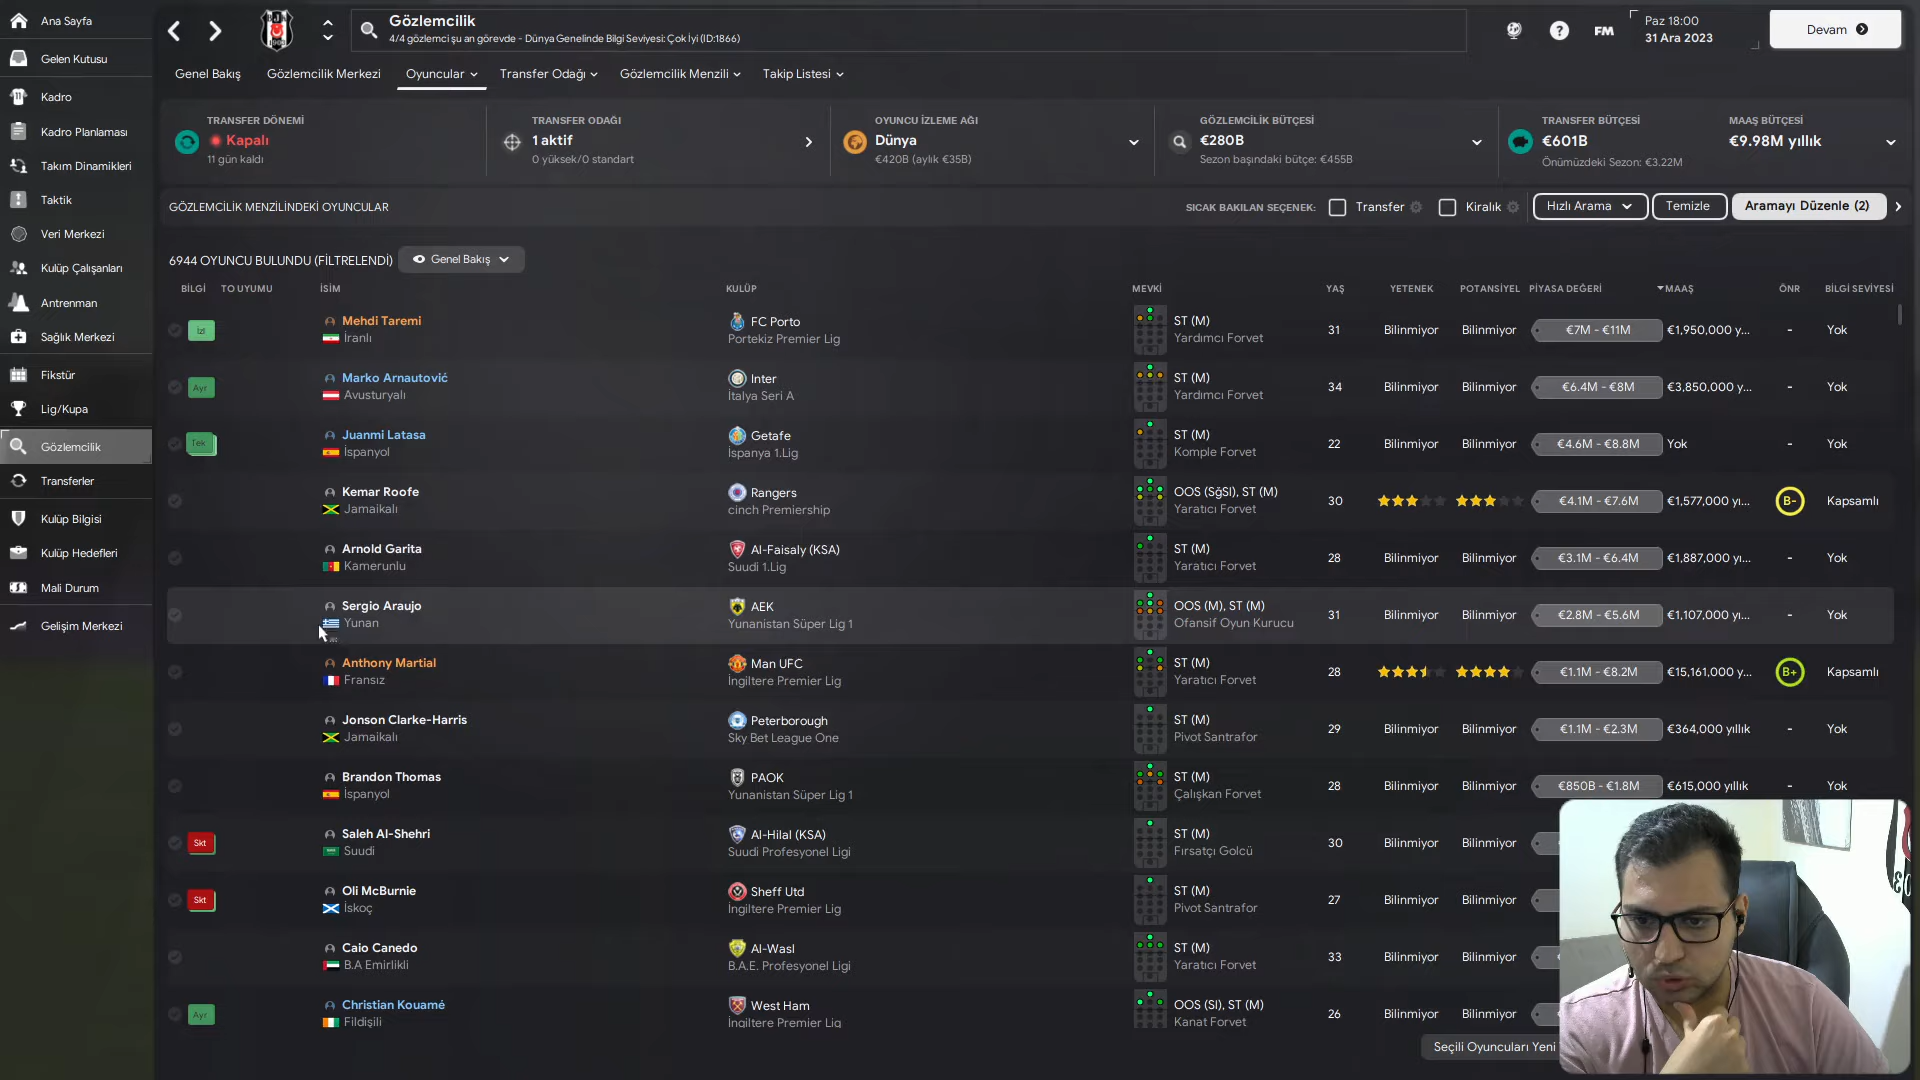 Ana Sayfa
Gelen Kutusu
Kadro
Kadro Planlaması
Takım Dinamikleri
Taktik
Veri Merkezi
Kulüp Çalışanları
Antrenman
Sağlık Merkezi
Fikstür
Lig/Kupa
Gözlemcilik
Transferler
Kulüp Bilgisi
Kulüp Hedefleri
Mali Durum
Gelişim Merkezi
Gözlemcilik
4/4 gözlemci şu an görevde - Dünya Genelinde Bilgi Seviyesi: Çok İyi (ID:1866)
FM
Paz 18:00
31 Ara 2023
Devam
Genel Bakış Gözlemcilik Merkezi Oyuncular Transfer Odağı Gözlemcilik Menzili Takip Listesi
TRANSFER DÖNEMİ
Kapalı
11 gün kaldı
TRANSFER ODAĞI
1 aktif
0 yüksek/0 standart
OYUNCU İZLEME AĞI
Dünya
€420B (aylık €35B)
GÖZLEMCİLİK BÜTÇESİ
€280B
Sezon başındaki bütçe: €455B
TRANSFER BÜTÇESİ
€601B
Önümüzdeki Sezon: €3.22M
MAAŞ BÜTÇESİ
€9.98M yıllık
GÖZLEMCİLİK MENZİLİNDEKİ OYUNCULAR
SICAK BAKILAN SEÇENEK: Transfer Kiralık Hızlı Arama Temizle Aramayı Düzenle (2)
6944 OYUNCU BULUNDU (FİLTRELENDİ) Genel Bakış
BİLGİ TO UYUMU İSİM KULÜP MEVKİ YAŞ YETENEK POTANSİYEL PİYASA DEĞERİ MAAŞ ÖNR BİLGİ SEVİYESİ
İzl Mehdi Taremi FC Porto ST (M) 31 Bilinmiyor Bilinmiyor €7M - €11M €1,950,000 y... - Yok
İranlı Portekiz Premier Lig Yardımcı Forvet
Ayr Marko Arnautović Inter ST (M) 34 Bilinmiyor Bilinmiyor €6.4M - €8M €3,850,000 y... - Yok
Avusturyalı İtalya Seri A Yardımcı Forvet
Tek Juanmi Latasa Getafe ST (M) 22 Bilinmiyor Bilinmiyor €4.6M - €8.8M Yok - Yok
İspanyol İspanya 1.Lig Komple Forvet
Kemar Roofe Rangers OOS (SğSl), ST (M) 30 €4.1M - €7.6M €1,577,000 yı... B- Kapsamlı
Jamaikalı cinch Premiership Yaratıcı Forvet
Arnold Garita Al-Faisaly (KSA) ST (M) 28 Bilinmiyor Bilinmiyor €3.1M - €6.4M €1,887,000 yı... - Yok
Kamerunlu Suudi 1.Lig Yaratıcı Forvet
Sergio Araujo AEK OOS (M), ST (M) 31 Bilinmiyor Bilinmiyor €2.8M - €5.6M €1,107,000 yı... - Yok
Yunan Yunanistan Süper Lig 1 Ofansif Oyun Kurucu
Anthony Martial Man UFC ST (M) 28 €1.1M - €8.2M €15,161,000 y... B+ Kapsamlı
Fransız İngiltere Premier Lig Yaratıcı Forvet
Jonson Clarke-Harris Peterborough ST (M) 29 Bilinmiyor Bilinmiyor €1.1M - €2.3M €364,000 yıllık - Yok
Jamaikalı Sky Bet League One Pivot Santrafor
Brandon Thomas PAOK ST (M) 28 Bilinmiyor Bilinmiyor €850B - €1.8M €615,000 yıllık - Yok
İspanyol Yunanistan Süper Lig 1 Çalışkan Forvet
Skt Saleh Al-Shehri Al-Hilal (KSA) ST (M) 30 Bilinmiyor Bilinmiyor
Suudi Suudi Profesyonel Ligi Fırsatçı Golcü
Skt Oli McBurnie Sheff Utd ST (M) 27 Bilinmiyor Bilinmiyor
İskoç İngiltere Premier Lig Pivot Santrafor
Caio Canedo Al-Wasl ST (M) 33 Bilinmiyor Bilinmiyor
B.A Emirlikli B.A.E. Profesyonel Ligi Yaratıcı Forvet
Ayr Christian Kouamé West Ham OOS (Sl), ST (M) 26 Bilinmiyor Bilinmiyor
Fildişili İngiltere Premier Lig Kanat Forvet
Seçili Oyuncuları Yeni